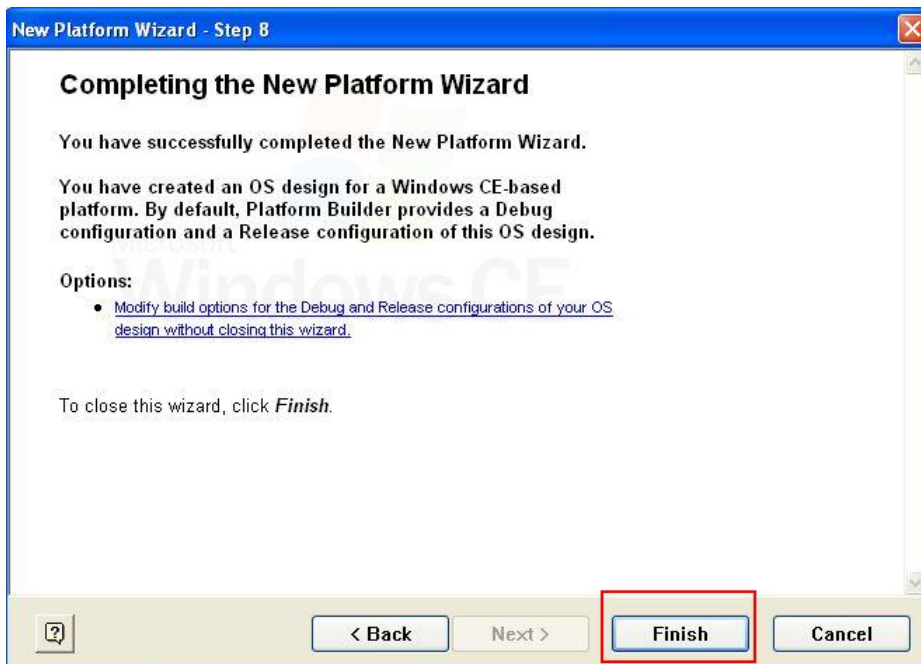 New Platform Wizard - Step 8
Completing the New Platform Wizard
You have successfully completed the New Platform Wizard.
You have created an OS design for a Windows CE-based
platform. By default, Platform Builder provides a Debug
configuration and a Release configuration of this OS design.
Microsoft
Windows CE
Options:
• Modify build options for the Debug and Release configurations of your OS
design without closing this wizard.
To close this wizard, click Finish.
?
< Back
Next >
Finish
Cancel